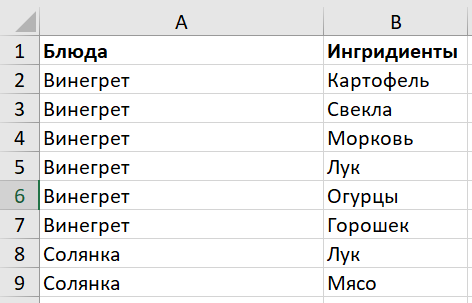 A B
1 Блюда Ингридиенты
2 Винегрет Картофель
3 Винегрет Свекла
4 Винегрет Морковь
5 Винегрет Лук
6 Винегрет Огурцы
7 Винегрет Горошек
8 Солянка Лук
9 Солянка Мясо